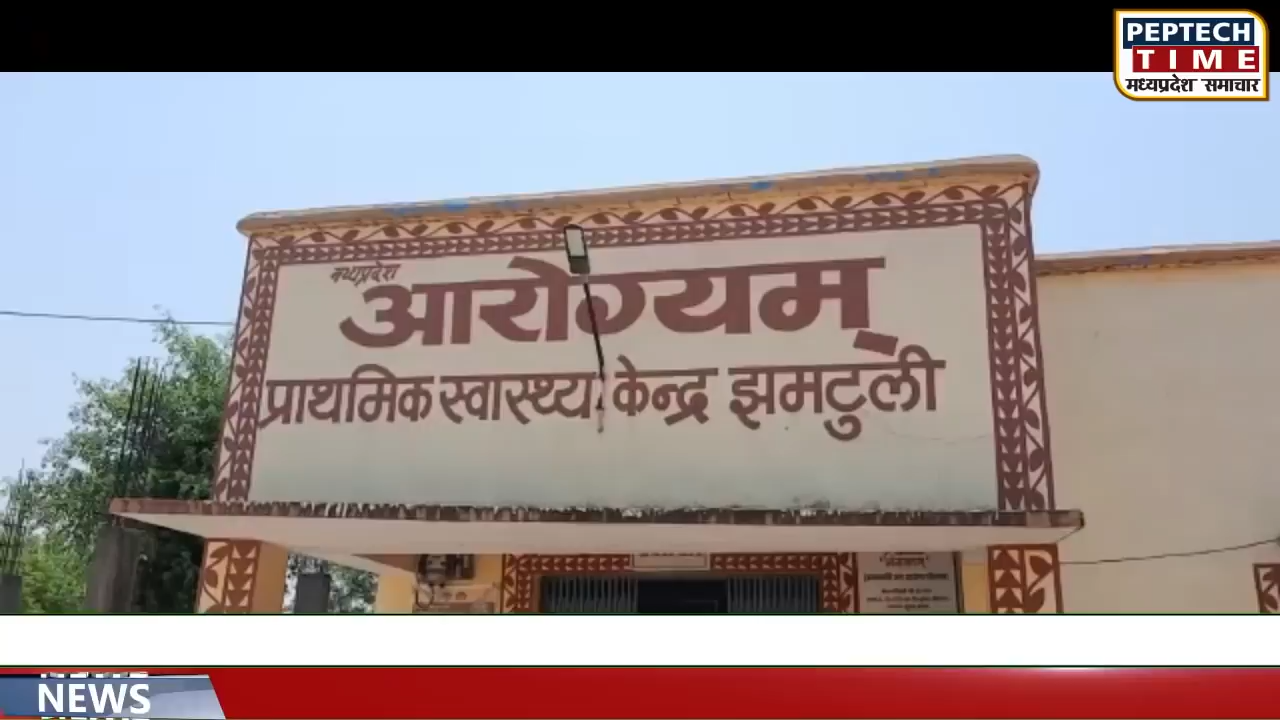 PEPTECH
TIME
मध्यप्रदेश समाचार
मध्यप्रदेश
आरोग्यम्
प्राथमिक स्वास्थ्य केन्द्र झमटुली
NEWS